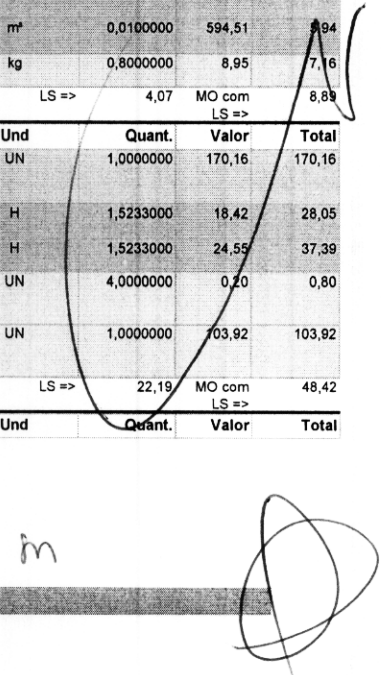 m³ 0,0100000 594,51 5,94
kg 0,8000000 8,95 7,16
LS => 4,07 MO com LS => 8,89
Und Quant. Valor Total
UN 1,0000000 170,16 170,16
H 1,5233000 18,42 28,05
H 1,5233000 24,55 37,39
UN 4,0000000 0,20 0,80
UN 1,0000000 103,92 103,92
LS => 22,19 MO com LS => 48,42
Und Quant. Valor Total